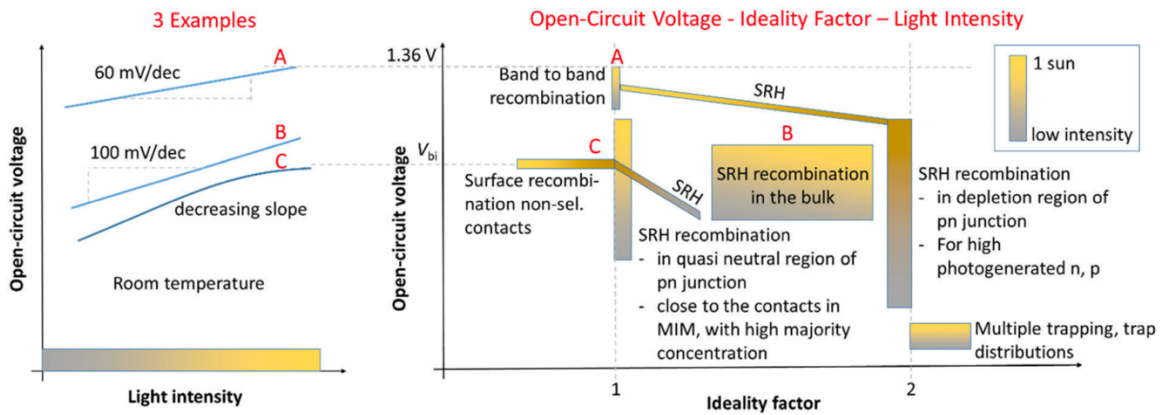 3 Examples
Open-circuit voltage
60 mV/dec
A
B
100 mV/dec
C
decreasing slope
Room temperature
Light intensity
Open-Circuit Voltage - Ideality Factor – Light Intensity
Open-circuit voltage
1.36 V
V_bi
A
Band to band
recombination
SRH
C
Surface recombi-
nation non-sel.
contacts
SRH
B
SRH recombination
in the bulk
SRH recombination
- in quasi neutral region of
pn junction
- close to the contacts in
MIM, with high majority
concentration
SRH recombination
- in depletion region of
pn junction
- For high
photogenerated n, p
Multiple trapping, trap
distributions
1 sun
low intensity
1
2
Ideality factor